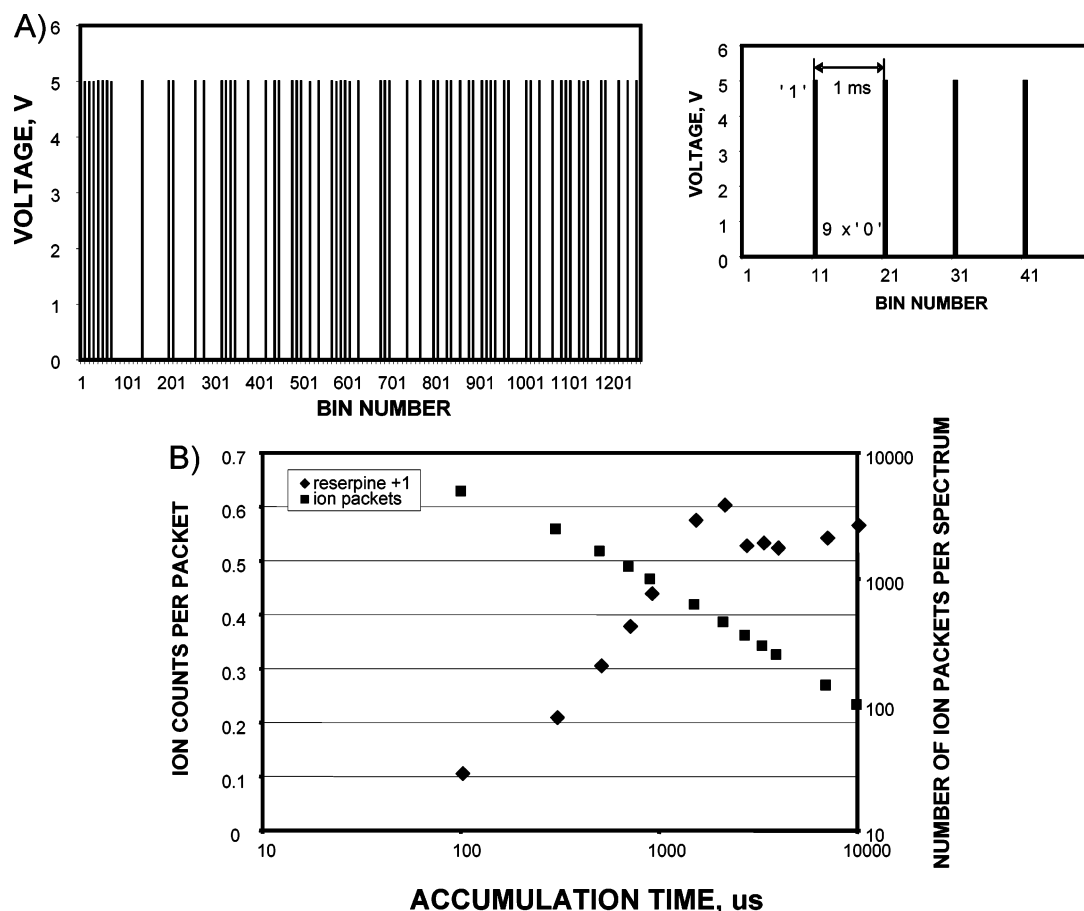 A)
VOLTAGE, V
6
5
4
3
2
1
0
1 101 201 301 401 501 601 701 801 901 1001 1101 1201
BIN NUMBER
VOLTAGE, V
6
5
4
3
2
1
0
'1'
1 ms
9 x '0'
1 11 21 31 41
BIN NUMBER
B)
ION COUNTS PER PACKET
0.7
0.6
0.5
0.4
0.3
0.2
0.1
0
reserpine +1
ion packets
10000
1000
100
10
NUMBER OF ION PACKETS PER SPECTRUM
10 100 1000 10000
ACCUMULATION TIME, us